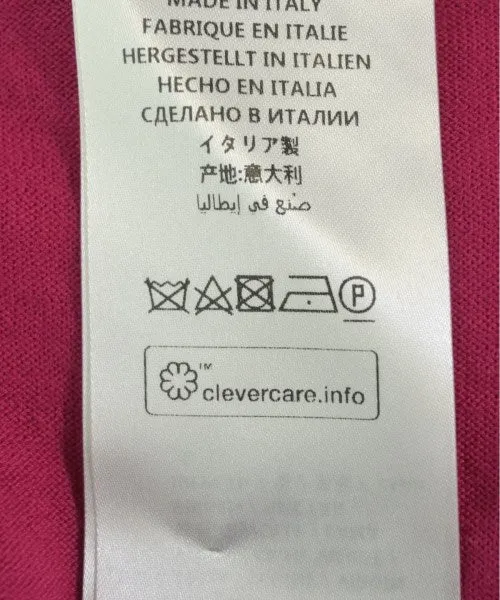 MADE IN ITALY
FABRIQUE EN ITALIE
HERGESTELLT IN ITALIEN
HECHO EN ITALIA
СДЕЛАНО В ИТАЛИИ
イタリア製
产地:意大利
صنع في إيطاليا
P
™
clevercare.info